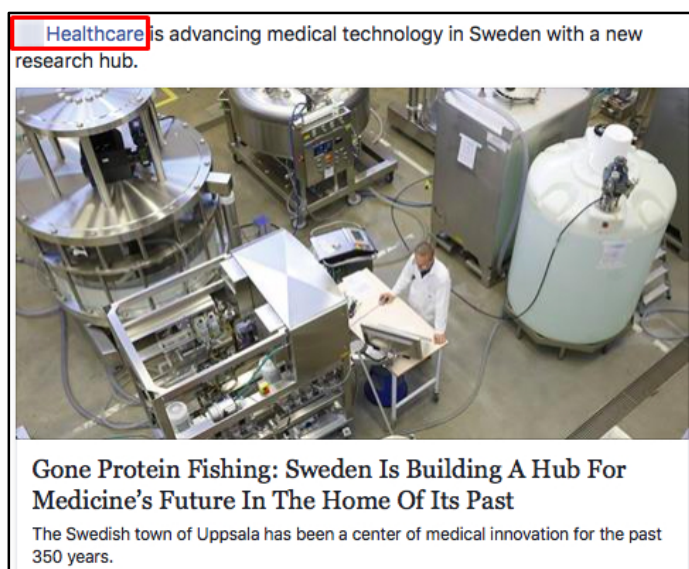 Healthcare is advancing medical technology in Sweden with a new
research hub.
Gone Protein Fishing: Sweden Is Building A Hub For
Medicine’s Future In The Home Of Its Past
The Swedish town of Uppsala has been a center of medical innovation for the past
350 years.